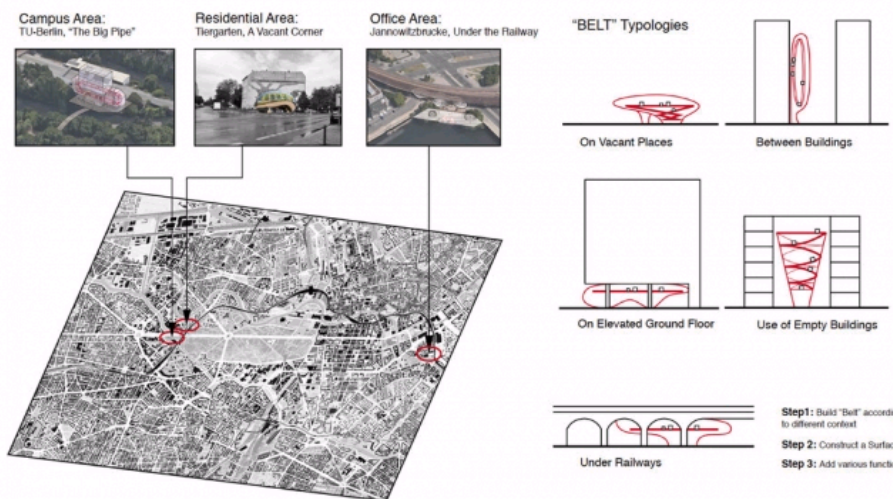 Campus Area:
TU-Berlin, "The Big Pipe"
Residential Area:
Tiergarten, A Vacant Corner
Office Area:
Jannowitzbrucke, Under the Railway
"BELT" Typologies
On Vacant Places
Between Buildings
On Elevated Ground Floor
Use of Empty Buildings
Under Railways
Step1: Build "Belt"
to different context
Step 2: Construct a
Step 3: Add various